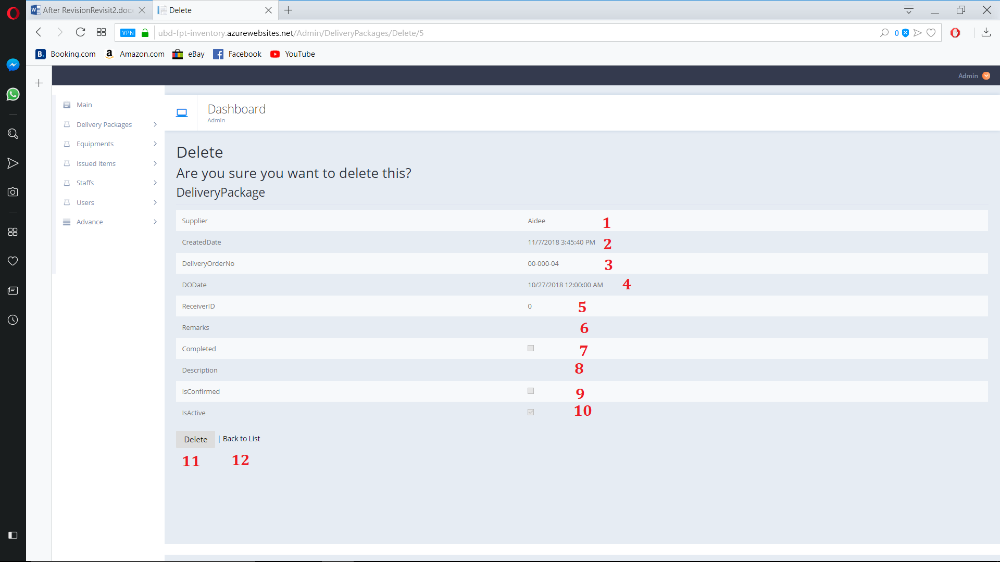 After RevisionRevisit2.docx
Delete
VPN
ubd-fpt-inventory.azurewebsites.net/Admin/DeliveryPackages/Delete/5
0
B. Booking.com
a Amazon.com
eBay
Facebook
YouTube
Admin
Main
Delivery Packages
Equipments
Issued Items
Staffs
Users
Advance
Dashboard
Admin
Delete
Are you sure you want to delete this?
DeliveryPackage
Supplier Aidee 1
CreatedDate 11/7/2018 3:45:40 PM 2
DeliveryOrderNo 00-000-04 3
DODate 10/27/2018 12:00:00 AM 4
ReceiverID 0 5
Remarks 6
Completed 7
Description 8
IsConfirmed 9
IsActive 10
Delete | Back to List
11 12